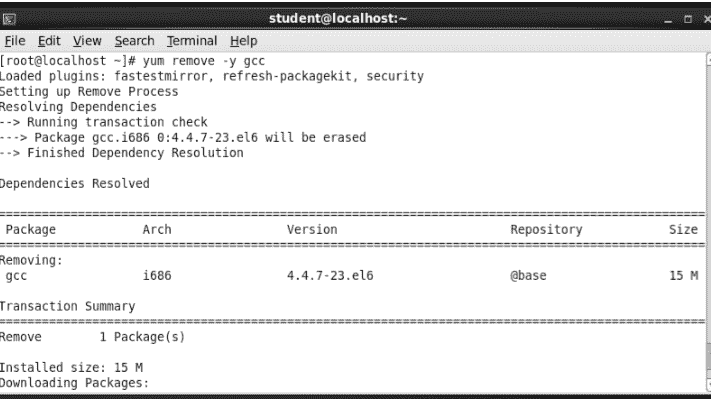 student@localhost:~
File Edit View Search Terminal Help
[root@localhost ~]# yum remove -y gcc
Loaded plugins: fastestmirror, refresh-packagekit, security
Setting up Remove Process
Resolving Dependencies
--> Running transaction check
---> Package gcc.i686 0:4.4.7-23.el6 will be erased
--> Finished Dependency Resolution
Dependencies Resolved
================================================================================
Package Arch Version Repository Size
================================================================================
Removing:
gcc i686 4.4.7-23.el6 @base 15 M
Transaction Summary
================================================================================
Remove 1 Package(s)
Installed size: 15 M
Downloading Packages: